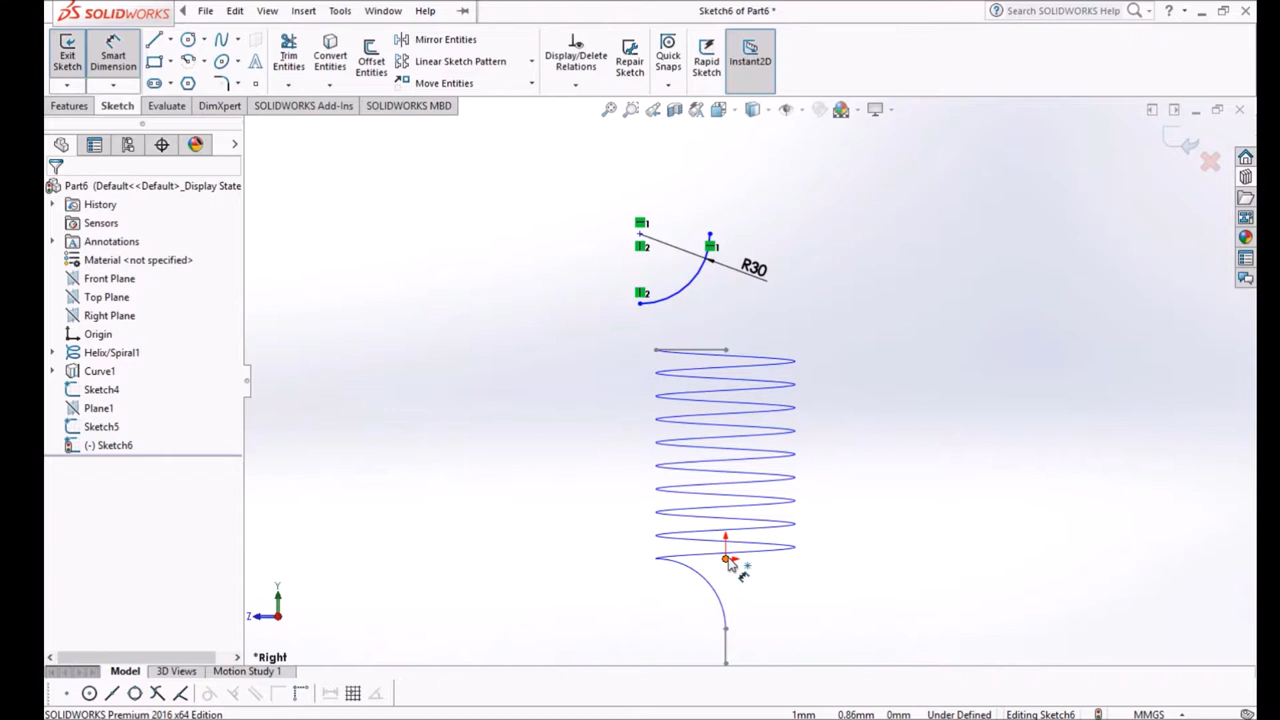 SOLIDWORKS
File
Edit
View
Insert
Tools
Window
Help
Sketch6 of Part6 *
Search SOLIDWORKS Help
Exit Sketch
Smart Dimension
Trim Entities
Convert Entities
Offset Entities
Mirror Entities
Linear Sketch Pattern
Move Entities
Display/Delete Relations
Repair Sketch
Quick Snaps
Rapid Sketch
Instant2D
Features
Sketch
Evaluate
DimXpert
SOLIDWORKS Add-Ins
SOLIDWORKS MBD
Part6 (Default<<Default>_Display State
History
Sensors
Annotations
Material <not specified>
Front Plane
Top Plane
Right Plane
Origin
Helix/Spiral1
Curve1
Sketch4
Plane1
Sketch5
(-) Sketch6
1
2
1
R30
2
Y
Z
*Right
Model
3D Views
Motion Study 1
SOLIDWORKS Premium 2016 x64 Edition
1mm
0.86mm
0mm
Under Defined
Editing Sketch6
MMGS